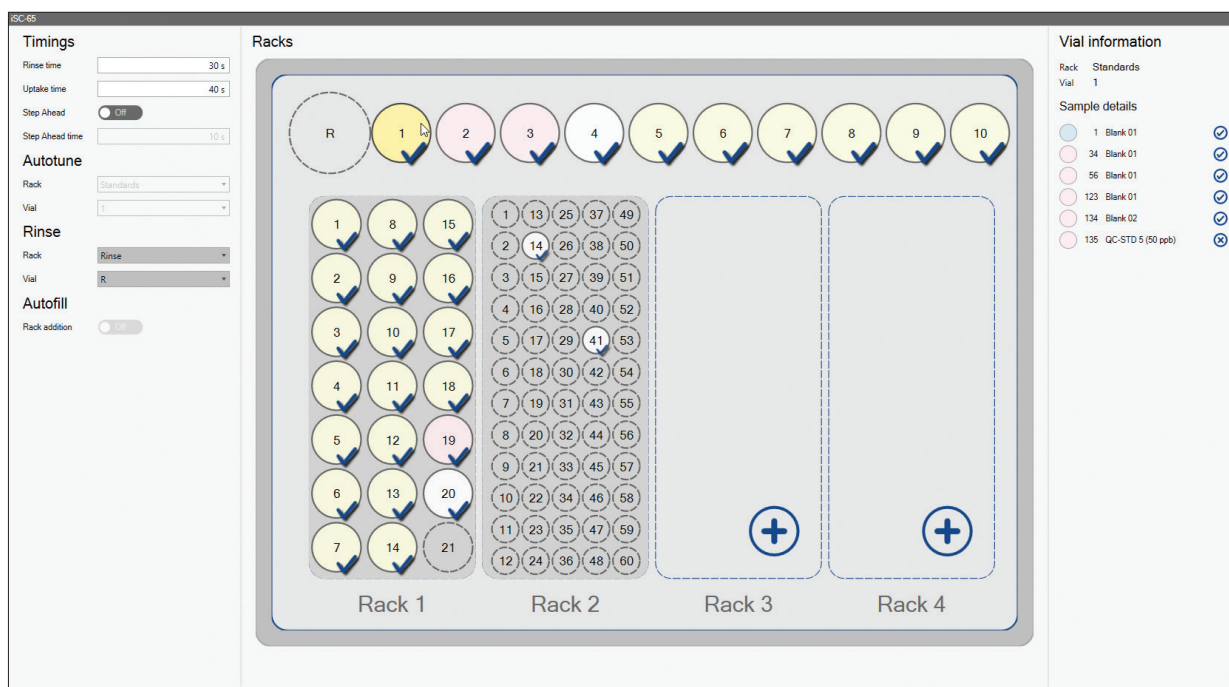 iSC-65
Timings
Rinse time 30 s
Uptake time 40 s
Step Ahead Off
Step Ahead time 10 s
Autotune
Rack Standards
Vial 1
Rinse
Rack Rinse
Vial R
Autofill
Rack addition Off
Racks
R 1 2 3 4 5 6 7 8 9 10
1 8 15
2 9 16
3 10 17
4 11 18
5 12 19
6 13 20
7 14 21
Rack 1
1 13 25 37 49
2 14 26 38 50
3 15 27 39 51
4 16 28 40 52
5 17 29 41 53
6 18 30 42 54
7 19 31 43 55
8 20 32 44 56
9 21 33 45 57
10 22 34 46 58
11 23 35 47 59
12 24 36 48 60
Rack 2
Rack 3
Rack 4
Vial information
Rack Standards
Vial 1
Sample details
1 Blank 01
34 Blank 01
56 Blank 01
123 Blank 01
134 Blank 02
135 QC-STD 5 (50 ppb)